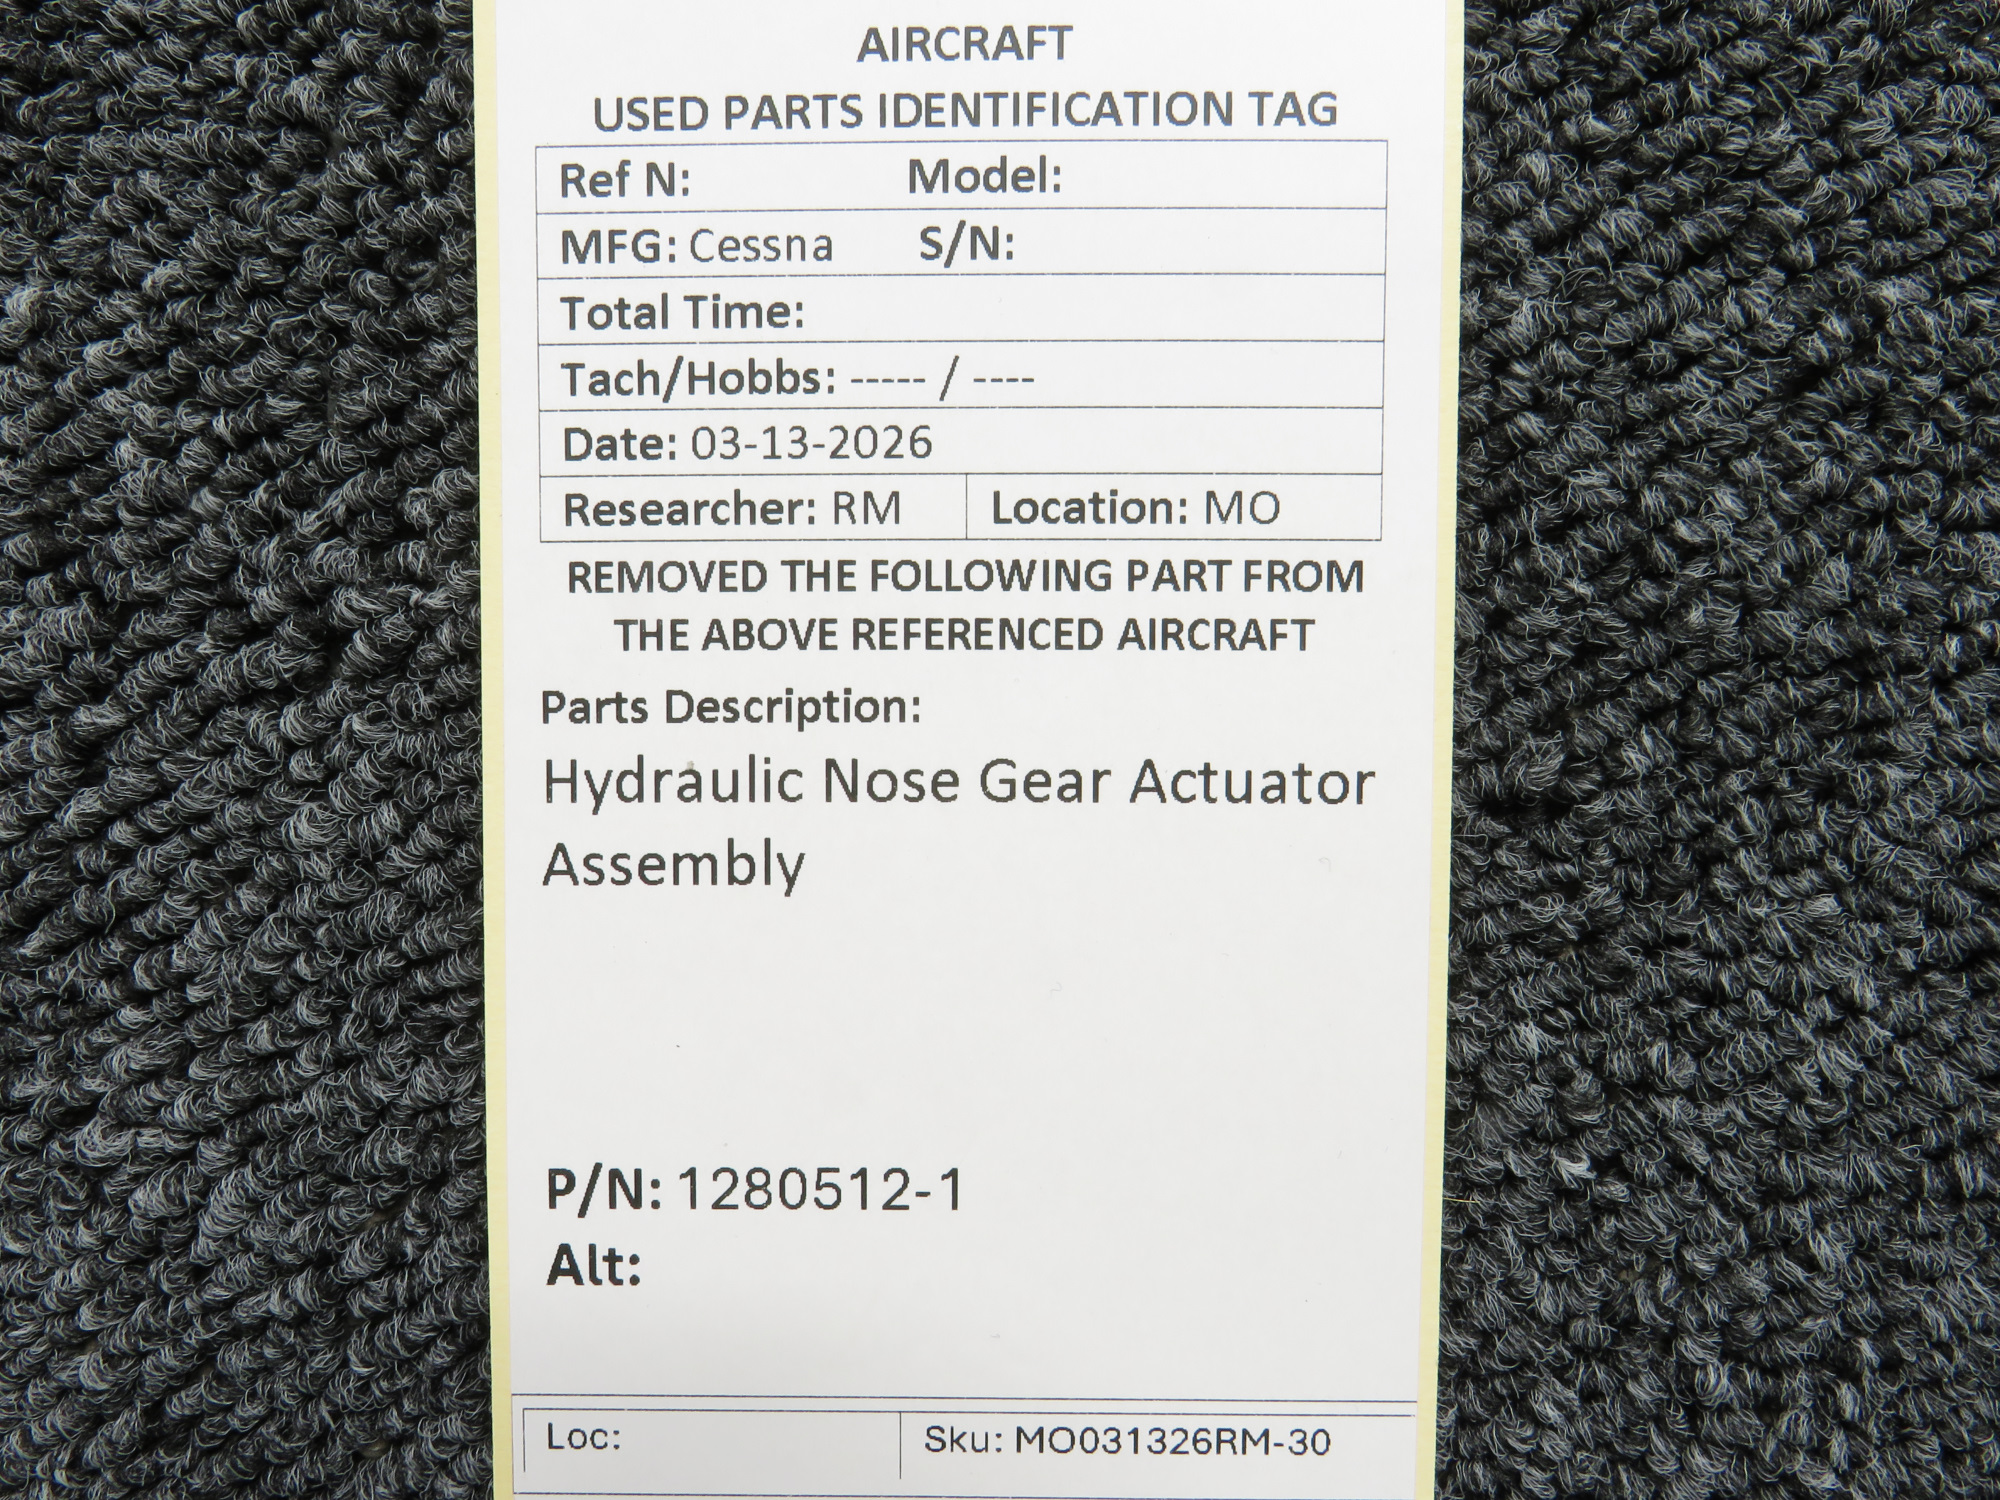 AIRCRAFT
USED PARTS IDENTIFICATION TAG
Ref N: Model:
MFG: Cessna S/N:
Total Time:
Tach/Hobbs: ----- / ----
Date: 03-13-2026
Researcher: RM Location: MO
REMOVED THE FOLLOWING PART FROM
THE ABOVE REFERENCED AIRCRAFT
Parts Description:
Hydraulic Nose Gear Actuator
Assembly
P/N: 1280512-1
Alt:
Loc: Sku: MO031326RM-30